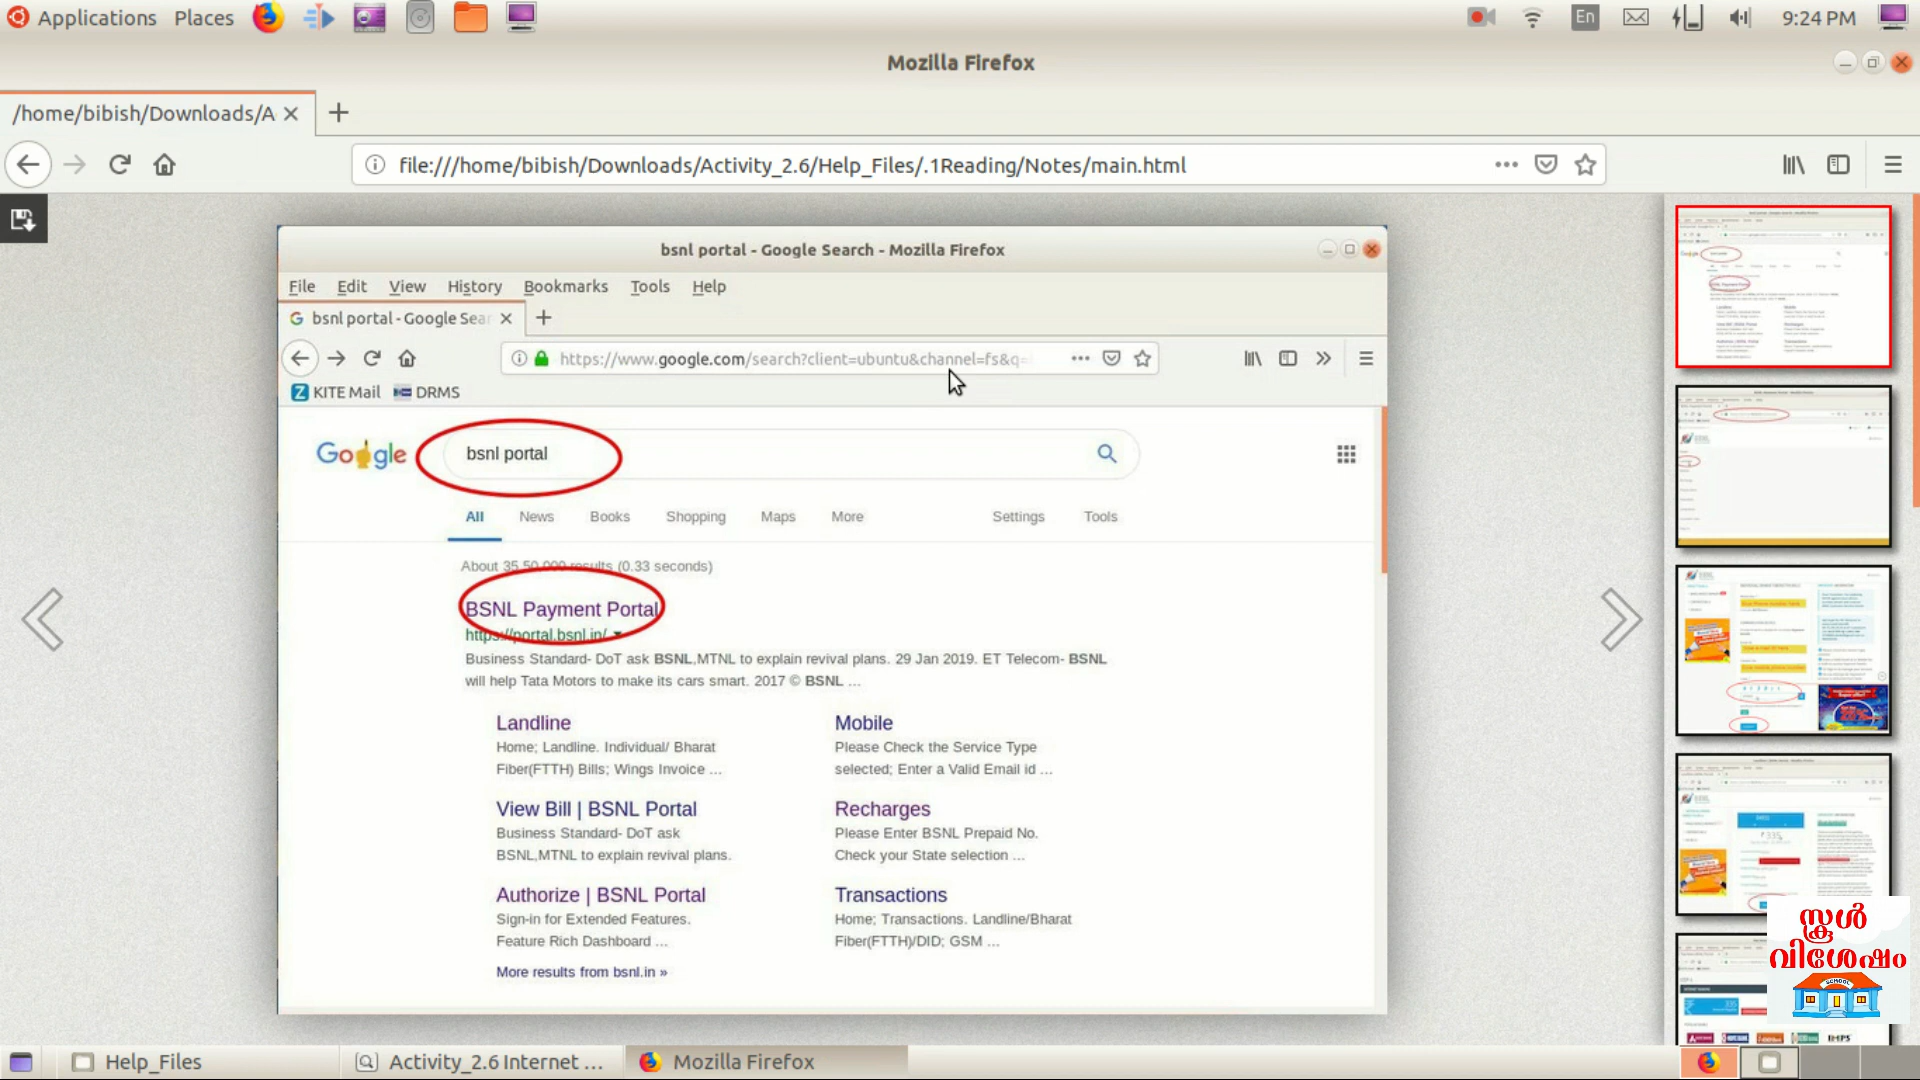 Applications Places En 9:24 PM
Mozilla Firefox
/home/bibish/Downloads/A
file:///home/bibish/Downloads/Activity_2.6/Help_Files/.1Reading/Notes/main.html
bsnl portal - Google Search - Mozilla Firefox
File Edit View History Bookmarks Tools Help
bsnl portal - Google Sear
https://www.google.com/search?client=ubuntu&channel=fs&q=
KITE Mail DRMS
Google bsnl portal
All News Books Shopping Maps More Settings Tools
About 35,50,000 results (0.33 seconds)
BSNL Payment Portal
https://portal.bsnl.in/
Business Standard- DoT ask BSNL,MTNL to explain revival plans. 29 Jan 2019. ET Telecom- BSNL
will help Tata Motors to make its cars smart. 2017 © BSNL ...
Landline
Home; Landline. Individual/ Bharat
Fiber(FTTH) Bills; Wings Invoice ...
Mobile
Please Check the Service Type
selected; Enter a Valid Email id ...
View Bill | BSNL Portal
Business Standard- DoT ask
BSNL,MTNL to explain revival plans.
Recharges
Please Enter BSNL Prepaid No.
Check your State selection ...
Authorize | BSNL Portal
Sign-in for Extended Features.
Feature Rich Dashboard ...
Transactions
Home; Transactions. Landline/Bharat
Fiber(FTTH)/DID; GSM ...
More results from bsnl.in »
സ്കൂൾ
വിശേഷം
SCHOOL
Help_Files Activity_2.6 Internet ... Mozilla Firefox